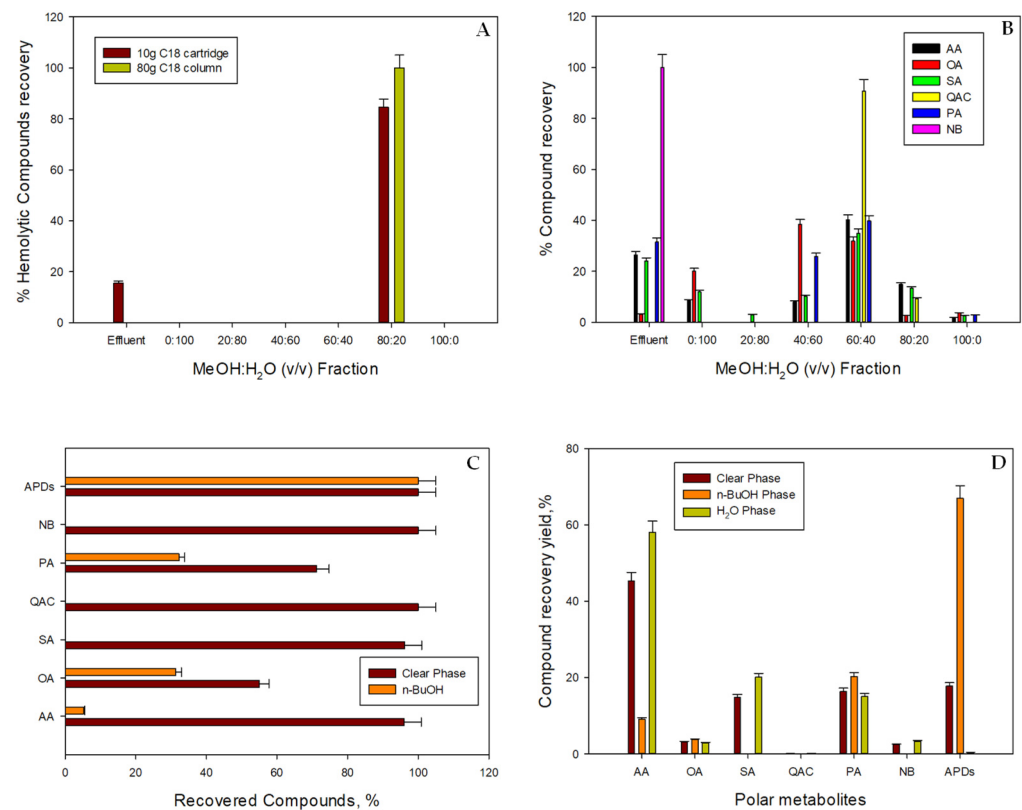 A
% Hemolytic Compounds recovery
120
100
80
60
40
20
0
10g C18 cartridge
80g C18 column
Effluent 0:100 20:80 40:60 60:40 80:20 100:0
MeOH:H₂O (v/v) Fraction
B
% Compound recovery
120
100
80
60
40
20
0
AA
OA
SA
QAC
PA
NB
Effluent 0:100 20:80 40:60 60:40 80:20 100:0
MeOH:H₂O (v/v) Fraction
C
APDs
NB
PA
QAC
SA
OA
AA
Clear Phase
n-BuOH
0 20 40 60 80 100 120
Recovered Compounds, %
D
Compound recovery yield,%
80
60
40
20
0
Clear Phase
n-BuOH Phase
H₂O Phase
AA OA SA QAC PA NB APDs
Polar metabolites